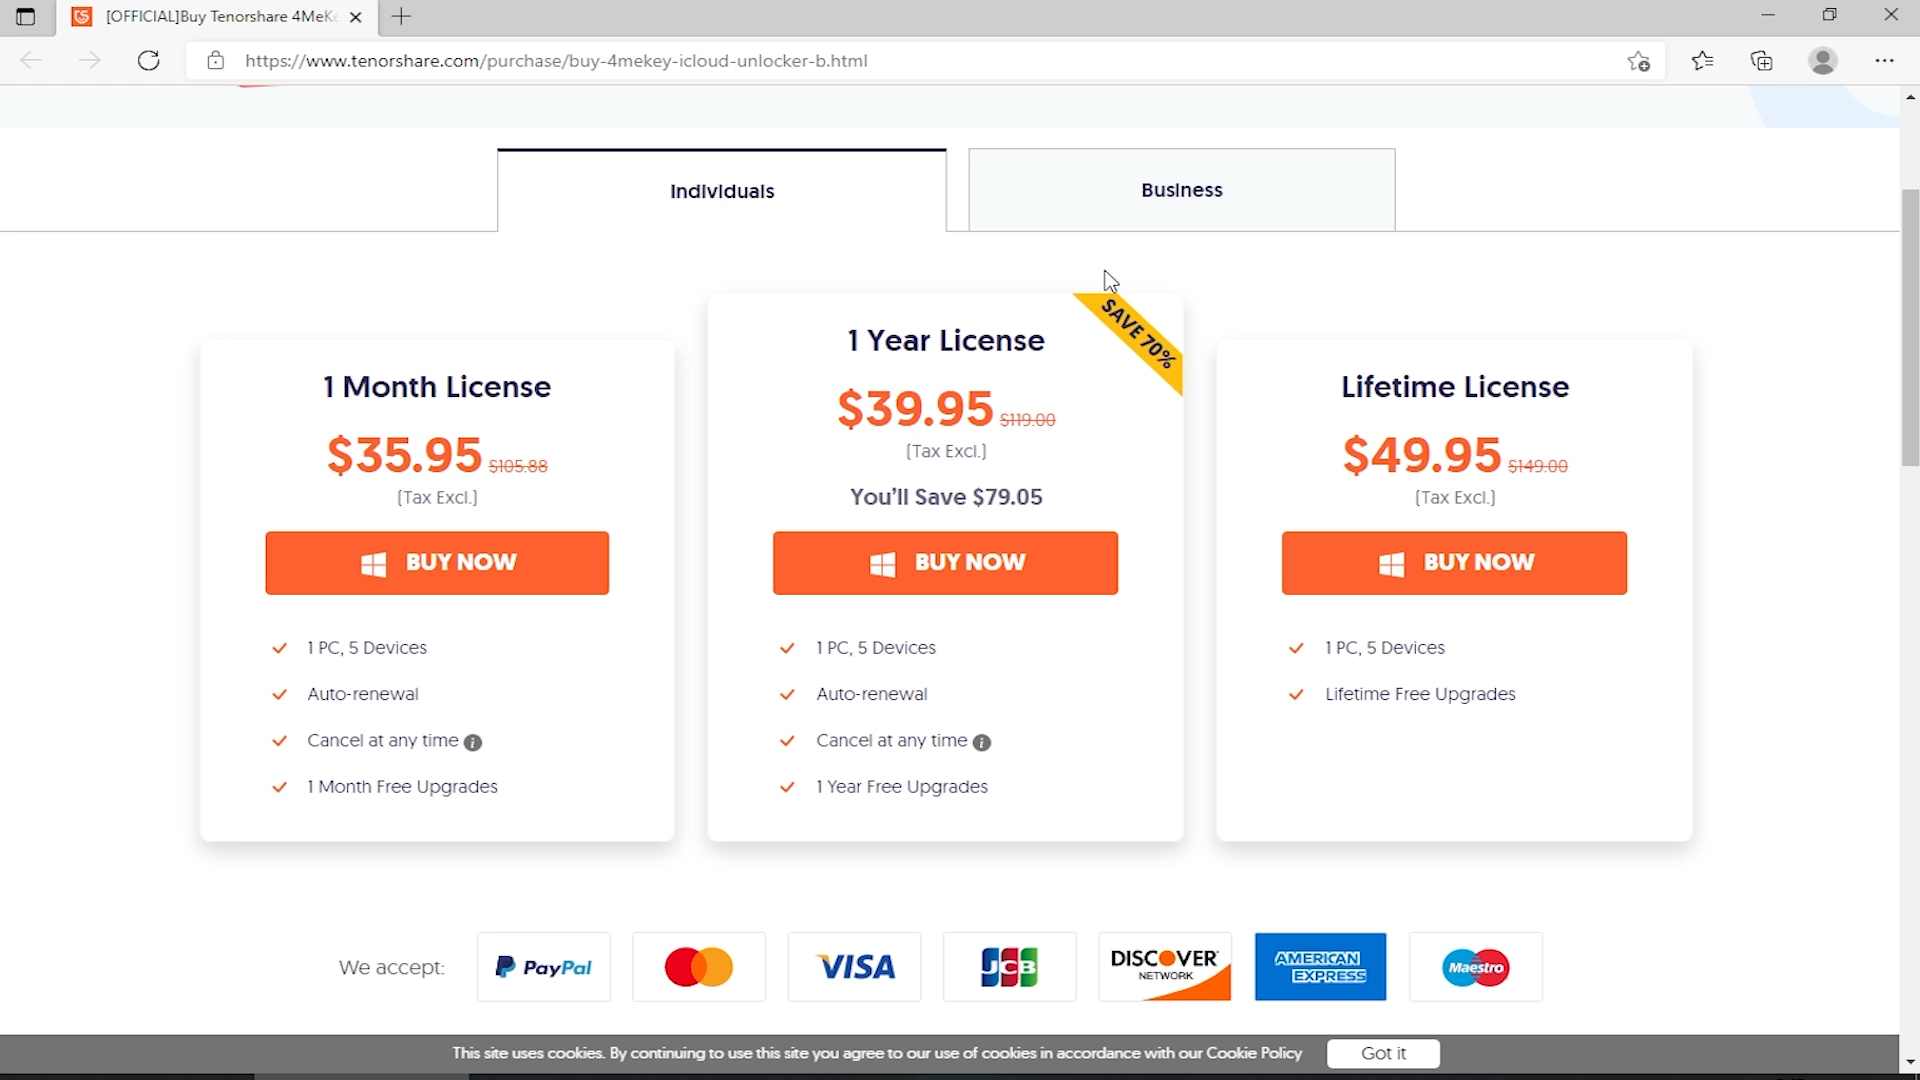 [OFFICIAL]Buy Tenorshare 4MeKe
https://www.tenorshare.com/purchase/buy-4mekey-icloud-unlocker-b.html
Individuals
Business
SAVE 70%
1 Month License
$35.95 $105.88
(Tax Excl.)
BUY NOW
1 PC, 5 Devices
Auto-renewal
Cancel at any time
1 Month Free Upgrades
1 Year License
$39.95 $119.00
(Tax Excl.)
You'll Save $79.05
BUY NOW
1 PC, 5 Devices
Auto-renewal
Cancel at any time
1 Year Free Upgrades
Lifetime License
$49.95 $149.00
(Tax Excl.)
BUY NOW
1 PC, 5 Devices
Lifetime Free Upgrades
We accept:
PayPal
VISA
JCB
DISCOVER
NETWORK
AMERICAN
EXPRESS
Maestro
This site uses cookies. By continuing to use this site you agree to our use of cookies in accordance with our Cookie Policy
Got it